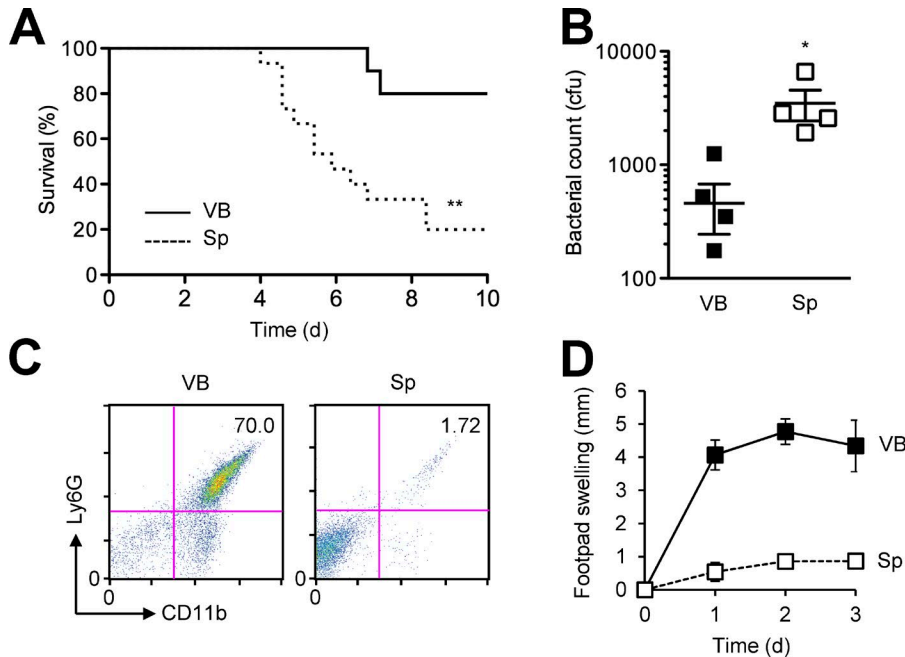 A
Survival (%)
100
80
60
40
20
0
VB
Sp
**
0 2 4 6 8 10
Time (d)
B
Bacterial count (cfu)
10000
1000
100
*
VB Sp
C
VB Sp
70.0 1.72
Ly6G
0 0
0 0
CD11b
D
Footpad swelling (mm)
6
5
4
3
2
1
0
VB
Sp
0 1 2 3
Time (d)